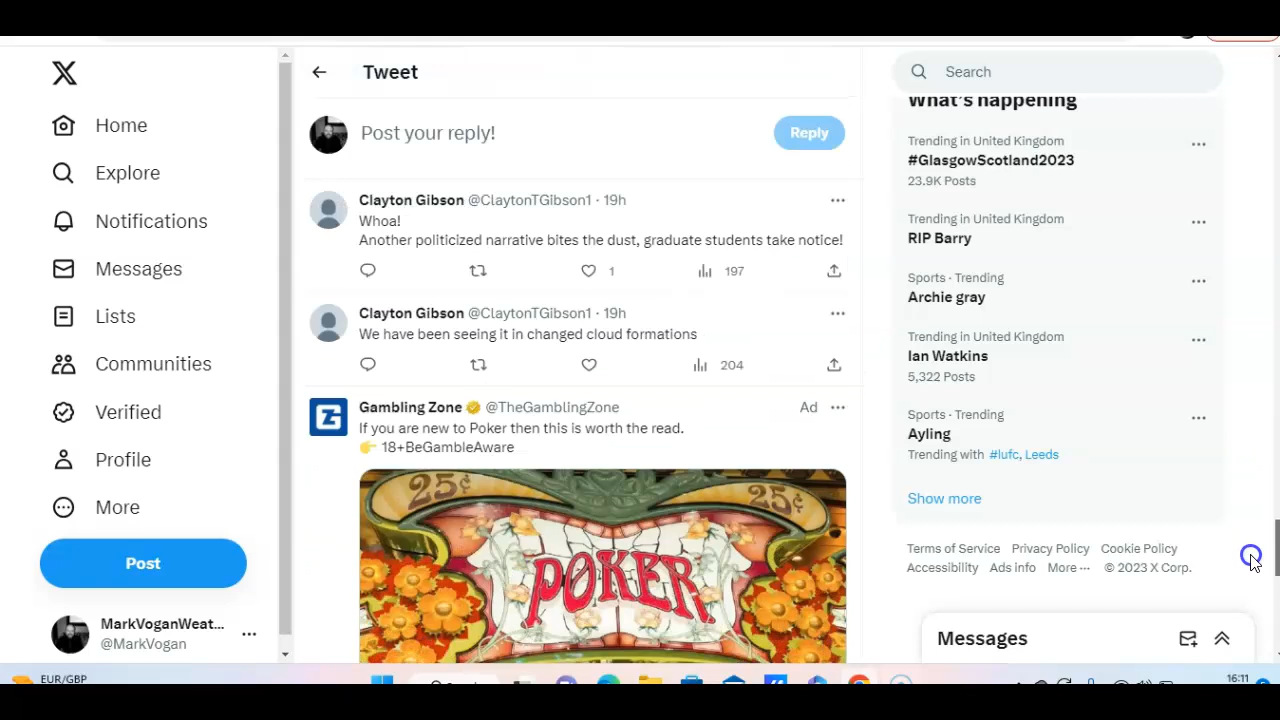 Home
Explore
Notifications
Messages
Lists
Communities
Verified
Profile
More
Post
MarkVoganWeat... ···
@MarkVogan
EUR/GBP
Tweet
Post your reply!
Reply
Clayton Gibson @ClaytonTGibson1 · 19h
Whoa!
Another politicized narrative bites the dust, graduate students take notice!
1 197
Clayton Gibson @ClaytonTGibson1 · 19h
We have been seeing it in changed cloud formations
204
Gambling Zone @TheGamblingZone Ad
If you are new to Poker then this is worth the read.
👉 18+BeGambleAware
25¢ 25¢
POKER
Search
What's happening
Trending in United Kingdom
#GlasgowScotland2023
23.9K Posts
Trending in United Kingdom
RIP Barry
Sports · Trending
Archie gray
Trending in United Kingdom
Ian Watkins
5,322 Posts
Sports · Trending
Ayling
Trending with #lufc, Leeds
Show more
Terms of Service Privacy Policy Cookie Policy
Accessibility Ads info More ··· © 2023 X Corp.
Messages
16:11